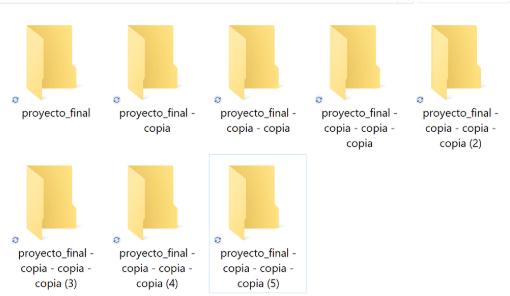 proyecto_final
proyecto_final -
copia
proyecto_final -
copia - copia
proyecto_final -
copia - copia -
copia
proyecto_final -
copia - copia -
copia (2)
proyecto_final -
copia - copia -
copia (3)
proyecto_final -
copia - copia -
copia (4)
proyecto_final -
copia - copia -
copia (5)